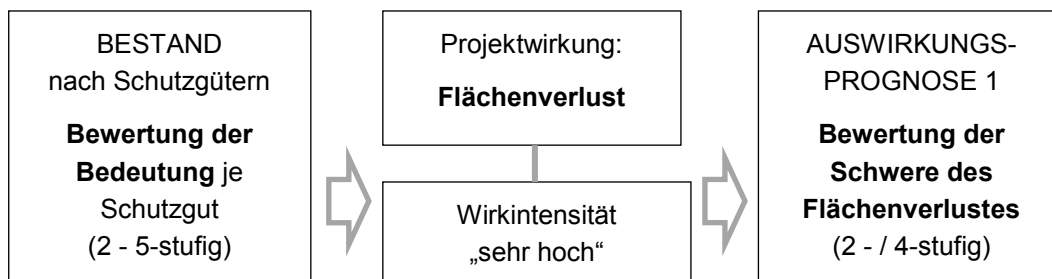 BESTAND
nach Schutzgütern
Bewertung der
Bedeutung je
Schutzgut
(2 - 5-stufig)
Projektwirkung:
Flächenverlust
Wirkintensität
„sehr hoch“
AUSWIRKUNGS-
PROGNOSE 1
Bewertung der
Schwere des
Flächenverlustes
(2 - / 4-stufig)